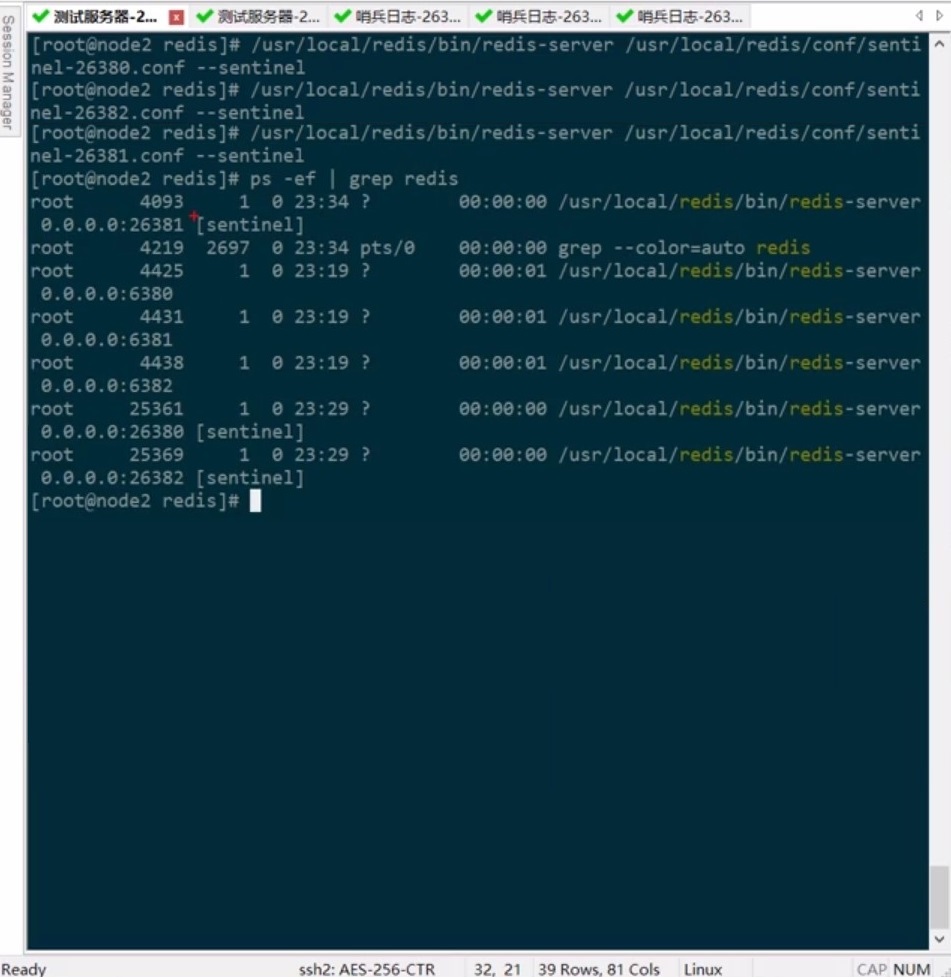 Session Manager
测试服务器-2... 测试服务器-2... 哨兵日志-263... 哨兵日志-263... 哨兵日志-263...
[root@node2 redis]# /usr/local/redis/bin/redis-server /usr/local/redis/conf/senti
nel-26380.conf --sentinel
[root@node2 redis]# /usr/local/redis/bin/redis-server /usr/local/redis/conf/senti
nel-26382.conf --sentinel
[root@node2 redis]# /usr/local/redis/bin/redis-server /usr/local/redis/conf/senti
nel-26381.conf --sentinel
[root@node2 redis]# ps -ef | grep redis
root      4093     1  0 23:34 ?        00:00:00 /usr/local/redis/bin/redis-server
 0.0.0.0:26381 [sentinel]
root      4219  2697  0 23:34 pts/0    00:00:00 grep --color=auto redis
root      4425     1  0 23:19 ?        00:00:01 /usr/local/redis/bin/redis-server
 0.0.0.0:6380
root      4431     1  0 23:19 ?        00:00:01 /usr/local/redis/bin/redis-server
 0.0.0.0:6381
root      4438     1  0 23:19 ?        00:00:01 /usr/local/redis/bin/redis-server
 0.0.0.0:6382
root     25361     1  0 23:29 ?        00:00:00 /usr/local/redis/bin/redis-server
 0.0.0.0:26380 [sentinel]
root     25369     1  0 23:29 ?        00:00:00 /usr/local/redis/bin/redis-server
 0.0.0.0:26382 [sentinel]
[root@node2 redis]#
Ready ssh2: AES-256-CTR 32, 21 39 Rows, 81 Cols Linux CAP NUM